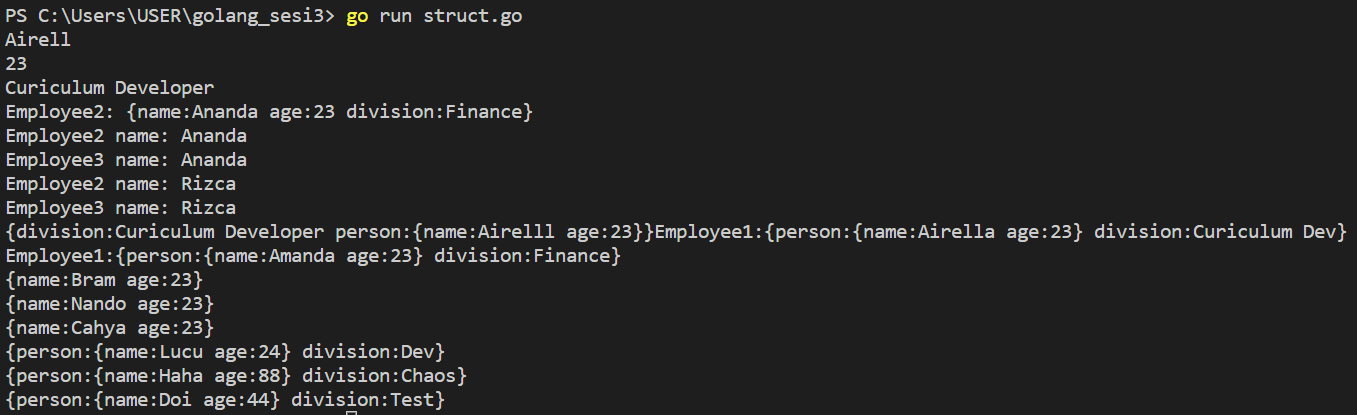 PS C:\Users\USER\golang_sesi3> go run struct.go
Airell
23
Curiculum Developer
Employee2: {name:Ananda age:23 division:Finance}
Employee2 name: Ananda
Employee3 name: Ananda
Employee2 name: Rizca
Employee3 name: Rizca
{division:Curiculum Developer person:{name:Airelll age:23}}Employee1:{person:{name:Airella age:23} division:Curiculum Dev}
Employee1:{person:{name:Amanda age:23} division:Finance}
{name:Bram age:23}
{name:Nando age:23}
{name:Cahya age:23}
{person:{name:Lucu age:24} division:Dev}
{person:{name:Haha age:88} division:Chaos}
{person:{name:Doi age:44} division:Test}